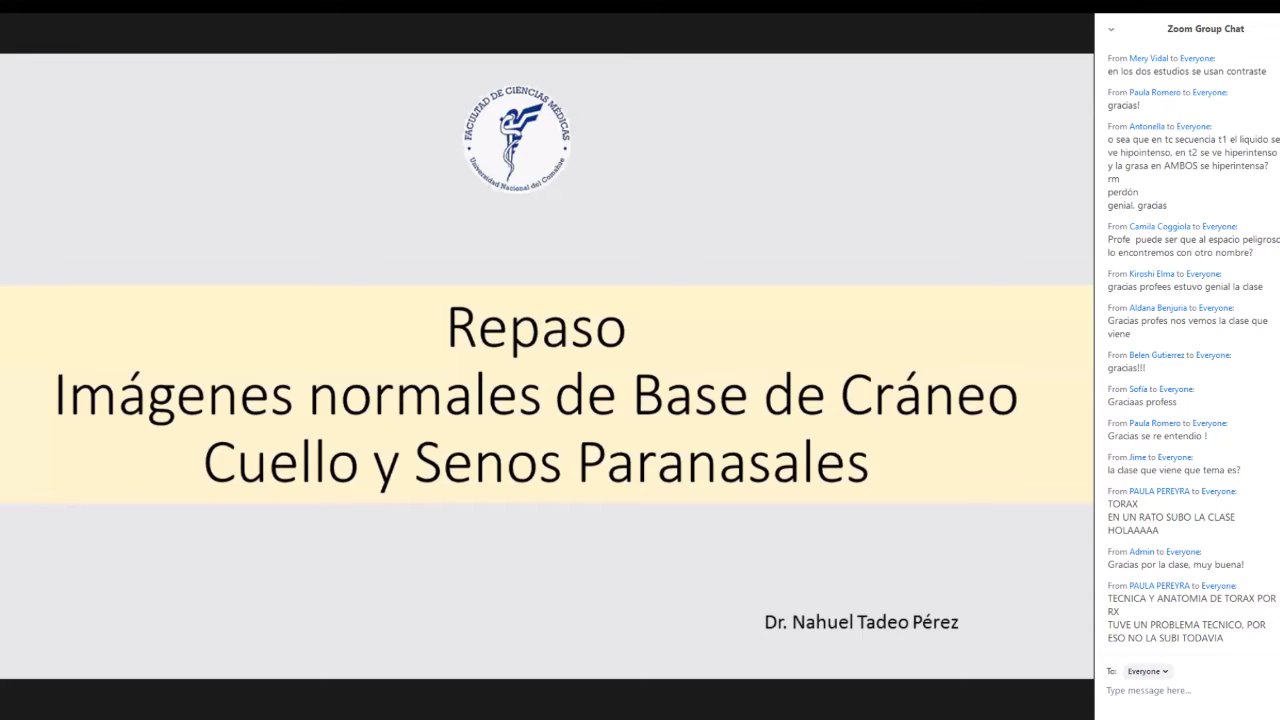 FACULTAD DE CIENCIAS MÉDICAS
Universidad Nacional del Comahue
Repaso
Imágenes normales de Base de Cráneo
Cuello y Senos Paranasales
Dr. Nahuel Tadeo Pérez
Zoom Group Chat
From Mery Vidal to Everyone:
en los dos estudios se usan contraste
From Paula Romero to Everyone:
gracias!
From Antonella to Everyone:
o sea que en tc secuencia t1 el liquido se
ve hipointenso, en t2 se ve hiperintenso
y la grasa en AMBOS se hiperintensa?
rm
perdón
genial. gracias
From Camila Coggiola to Everyone:
Profe puede ser que al espacio peligroso
lo encontremos con otro nombre?
From Kiroshi Elma to Everyone:
gracias profees estuvo genial la clase
From Aldana Benjuria to Everyone:
Gracias profes nos vemos la clase que
viene
From Belen Gutierrez to Everyone:
gracias!!!
From Sofía to Everyone:
Graciaas profess
From Paula Romero to Everyone:
Gracias se re entendio !
From Jime to Everyone:
la clase que viene que tema es?
From PAULA PEREYRA to Everyone:
TORAX
EN UN RATO SUBO LA CLASE
HOLAAAAA
From Admin to Everyone:
Gracias por la clase, muy buena!
From PAULA PEREYRA to Everyone:
TECNICA Y ANATOMIA DE TORAX POR
RX
TUVE UN PROBLEMA TECNICO, POR
ESO NO LA SUBI TODAVIA
To: Everyone
Type message here...